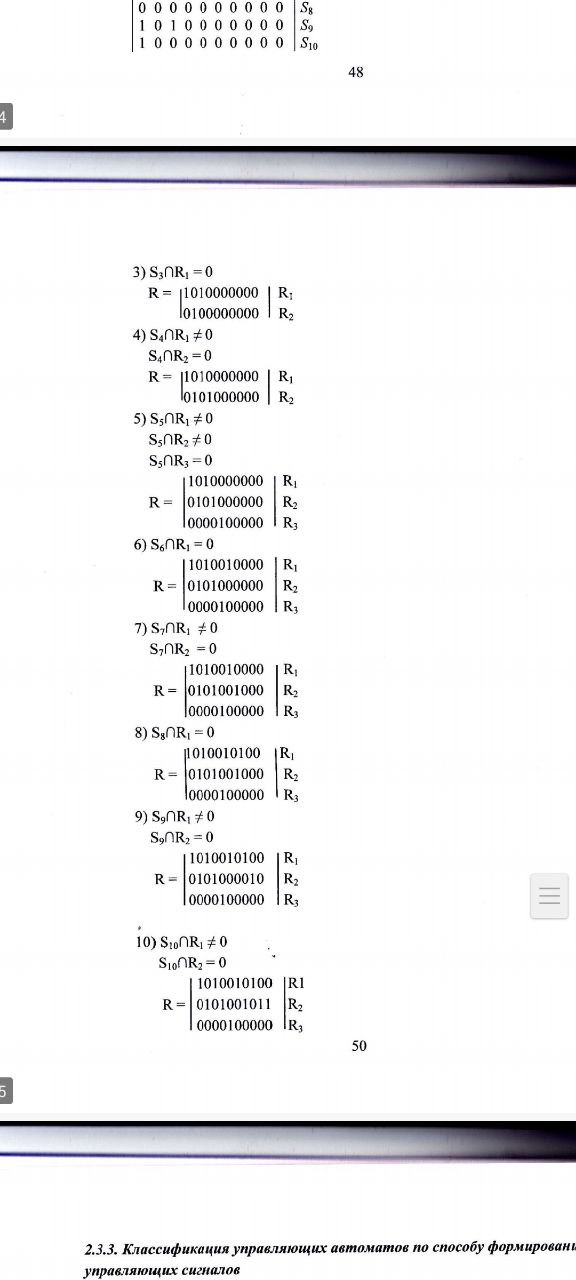 0 0 0 0 0 0 0 0 0 0 S8
1 0 1 0 0 0 0 0 0 0 S9
1 0 0 0 0 0 0 0 0 0 S10
48
4
3) S₃∩R₁ = 0
R = |1010000000 | R₁
|0100000000 | R₂
4) S₄∩R₁ ≠ 0
S₄∩R₂ = 0
R = |1010000000 | R₁
|0101000000 | R₂
5) S₅∩R₁ ≠ 0
S₅∩R₂ ≠ 0
S₅∩R₃ = 0
|1010000000 | R₁
R = |0101000000 | R₂
|0000100000 | R₃
6) S₆∩R₁ = 0
|1010010000 | R₁
R = |0101000000 | R₂
|0000100000 | R₃
7) S₇∩R₁ ≠ 0
S₇∩R₂ = 0
|1010010000 | R₁
R = |0101001000 | R₂
|0000100000 | R₃
8) S₈∩R₁ = 0
|1010010100 | R₁
R = |0101001000 | R₂
|0000100000 | R₃
9) S₉∩R₁ ≠ 0
S₉∩R₂ = 0
|1010010100 | R₁
R = |0101000010 | R₂
|0000100000 | R₃
10) S₁₀∩R₁ ≠ 0
S₁₀∩R₂ = 0
|1010010100 |R1
R = |0101001011 |R₂
|0000100000 |R₃
50
5
2.3.3. Классификация управляющих автоматов по способу формировани
управляющих сигналов